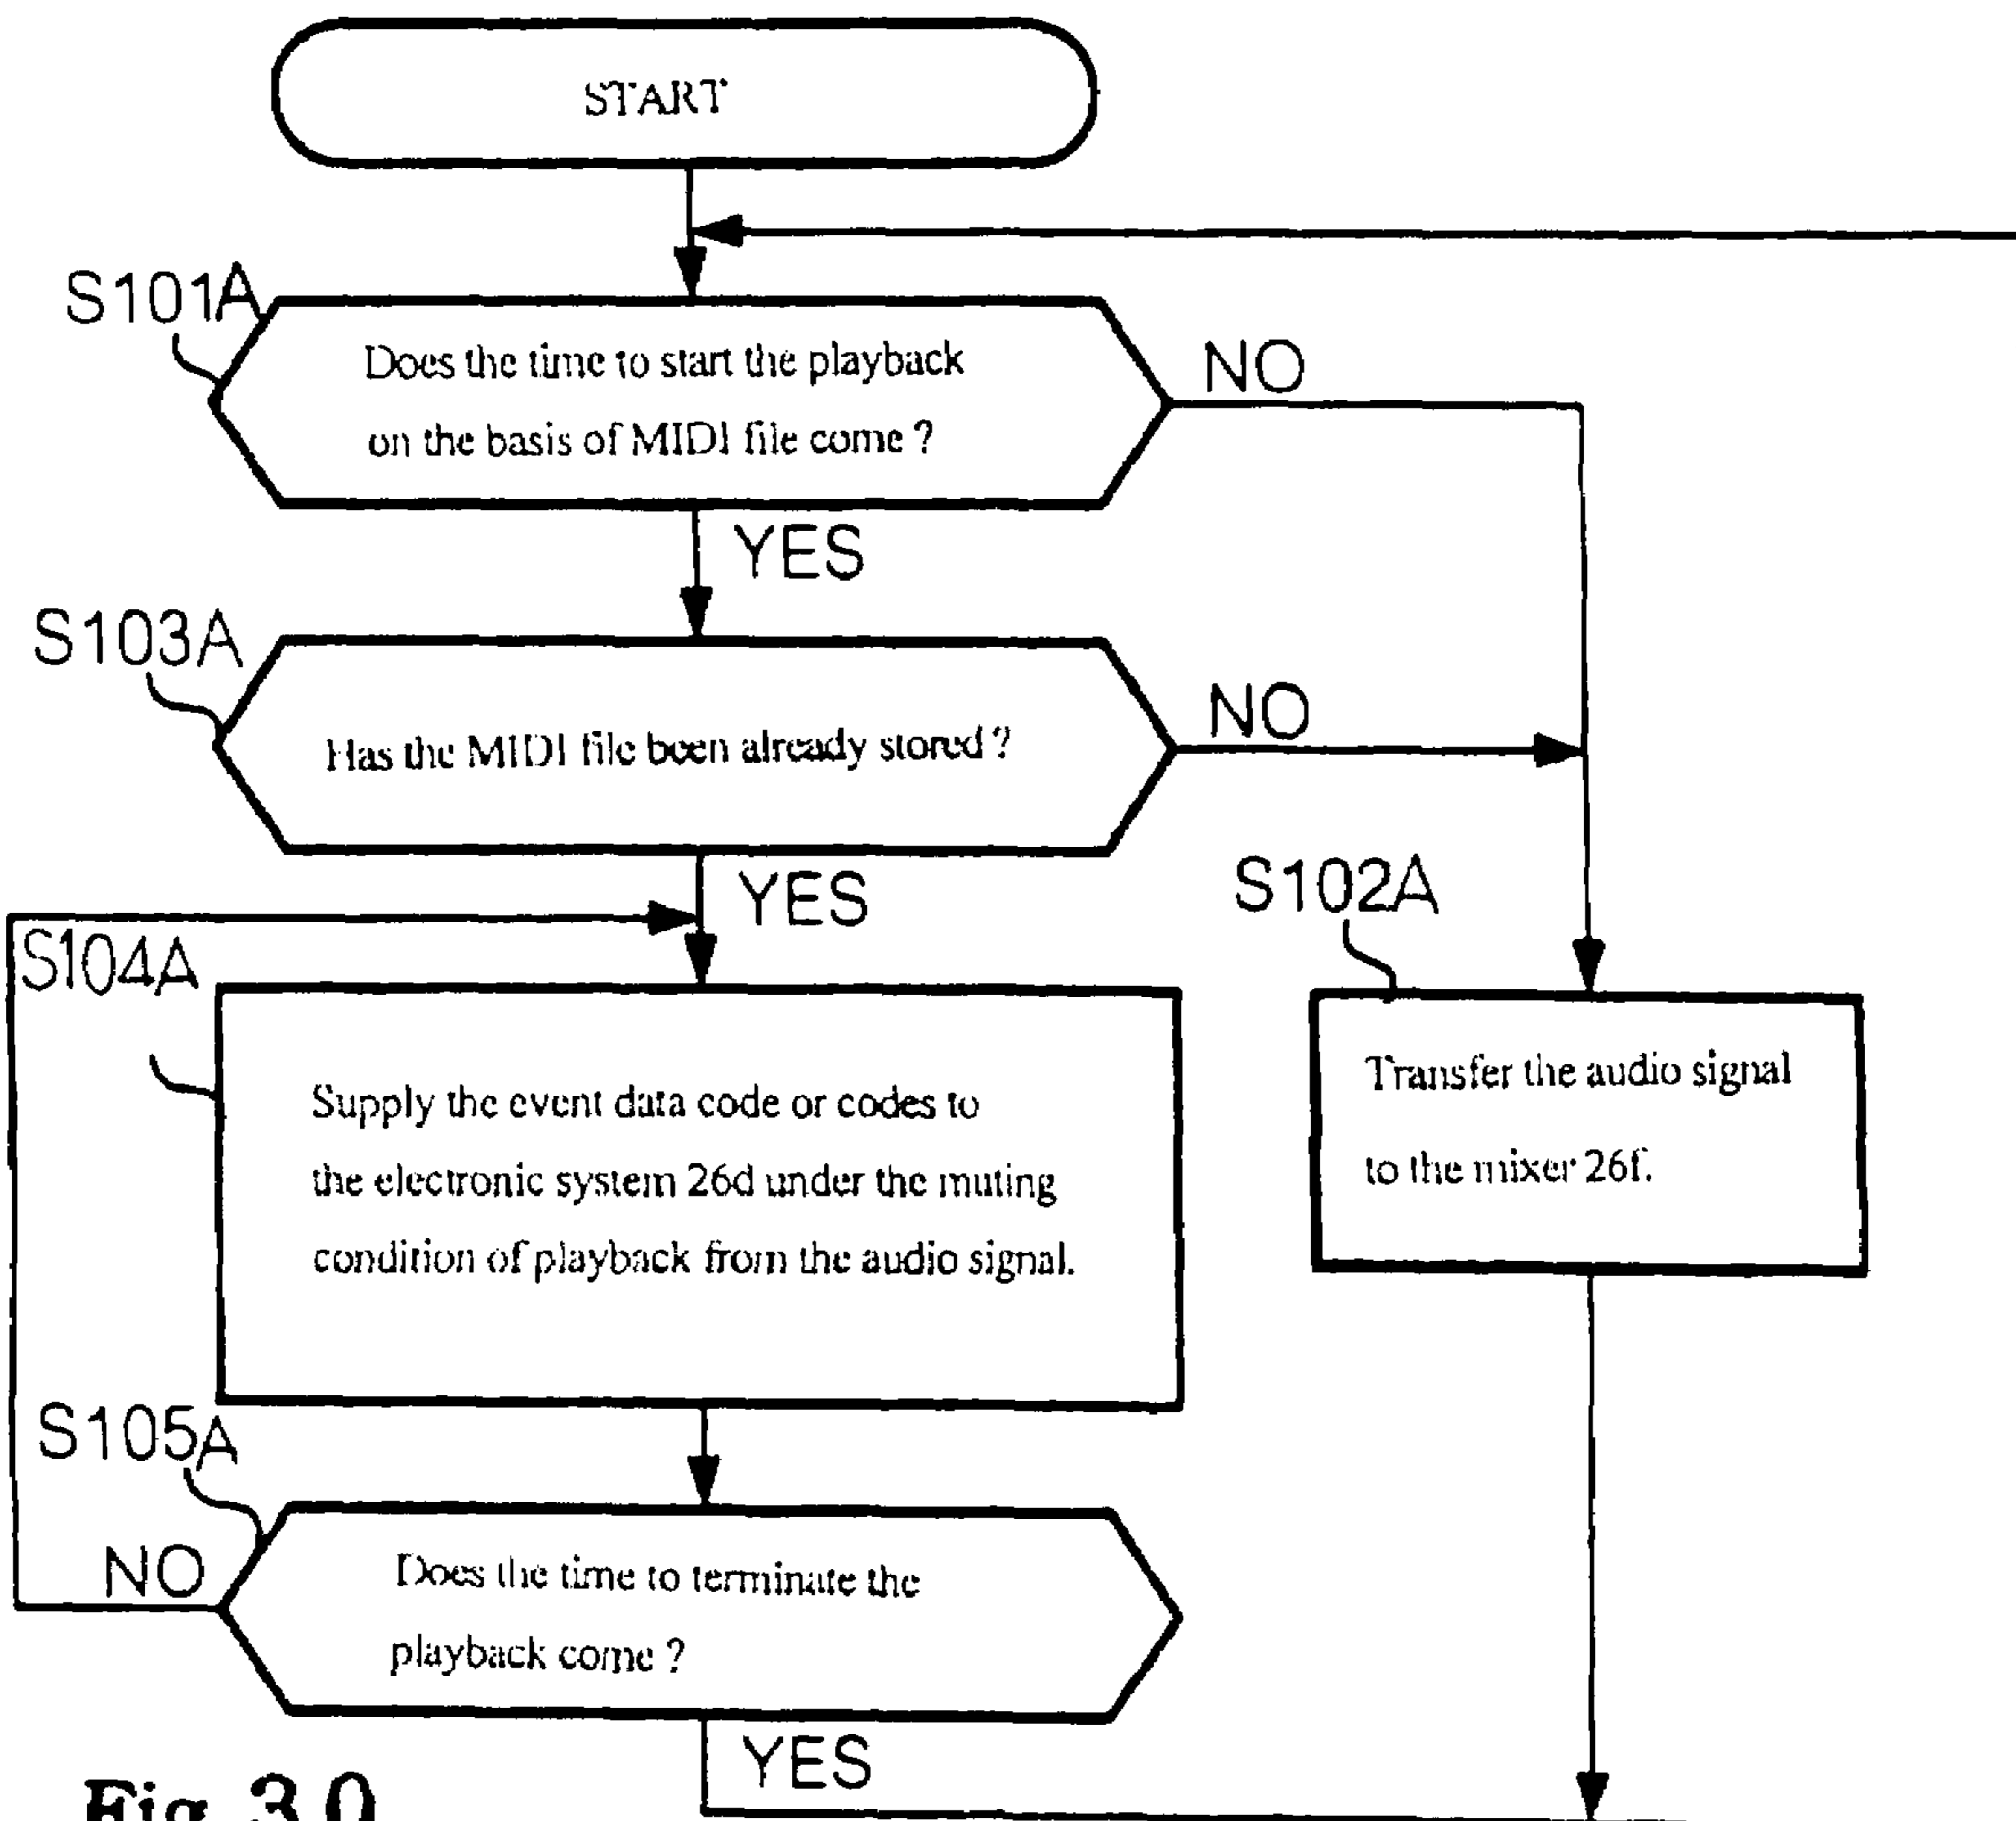 START
S101A
Does the time to start the playback
on the basis of MIDI file come ?
NO
YES
S103A
Has the MIDI file been already stored ?
NO
YES
S102A
S104A
Supply the event data code or codes to
the electronic system 26d under the muting
condition of playback from the audio signal.
Transfer the audio signal
to the mixer 26f.
S105A
NO
Does the time to terminate the
playback come ?
YES
Fig. 30